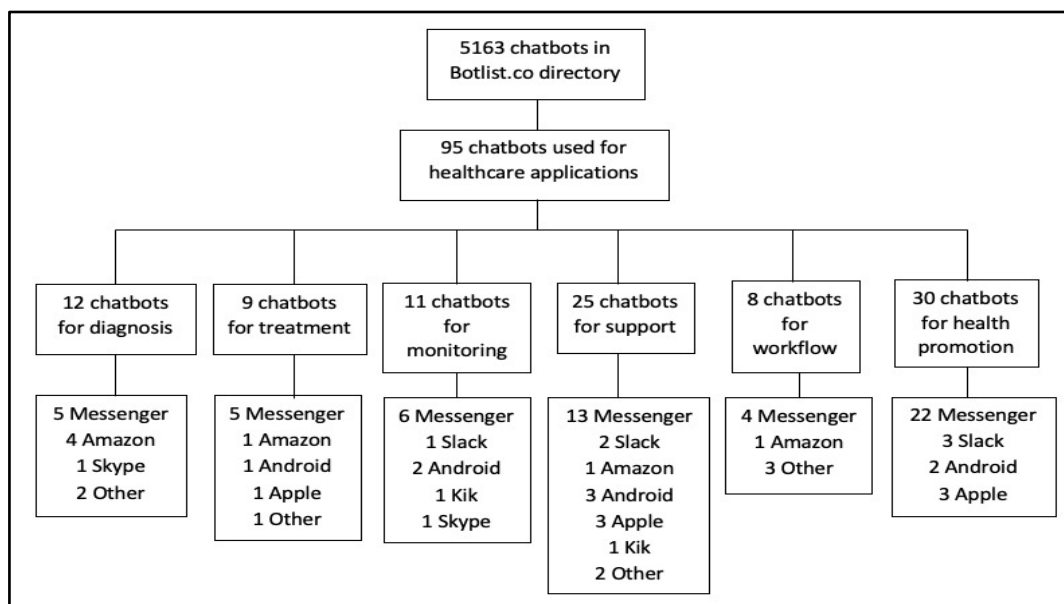 5163 chatbots in
Botlist.co directory
95 chatbots used for
healthcare applications
12 chatbots
for diagnosis
9 chatbots
for treatment
11 chatbots
for
monitoring
25 chatbots
for support
8 chatbots
for
workflow
30 chatbots
for health
promotion
5 Messenger
4 Amazon
1 Skype
2 Other
5 Messenger
1 Amazon
1 Android
1 Apple
1 Other
6 Messenger
1 Slack
2 Android
1 Kik
1 Skype
13 Messenger
2 Slack
1 Amazon
3 Android
3 Apple
1 Kik
2 Other
4 Messenger
1 Amazon
3 Other
22 Messenger
3 Slack
2 Android
3 Apple